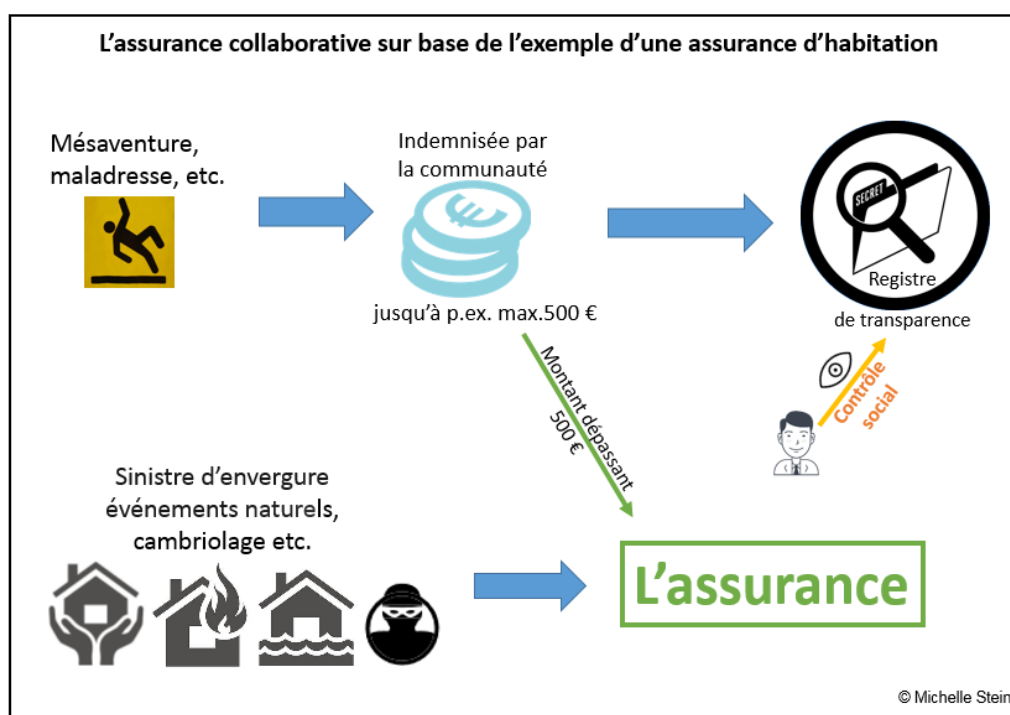 L'assurance collaborative sur base de l'exemple d'une assurance d'habitation
Mésaventure,
maladresse, etc.
Indemnisée par
la communauté
jusqu'à p.ex. max.500 €
SECRET
Registre
de transparence
Contrôle
social
Montant dépassant
500 €
Sinistre d'envergure
événements naturels,
cambriolage etc.
L'assurance
© Michelle Stein